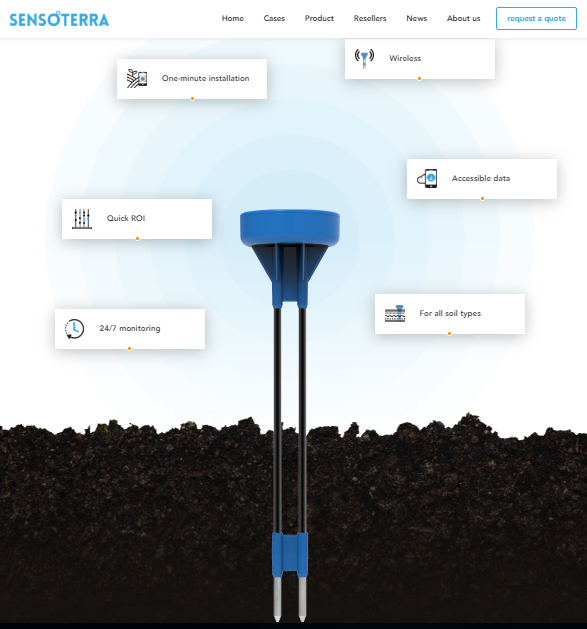 SENSOTERRA
Home Cases Product Resellers News About us request a quote
Wireless
One-minute installation
Accessible data
Quick ROI
For all soil types
24/7 monitoring